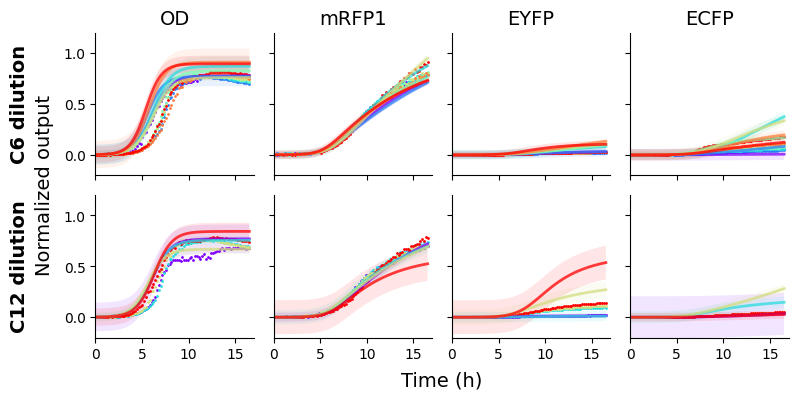 OD mRFP1 EYFP ECFP
C6 dilution
C12 dilution
Normalized output
1.0
0.5
0.0
1.0
0.5
0.0
0 5 10 15 0 5 10 15 0 5 10 15 0 5 10 15
Time (h)